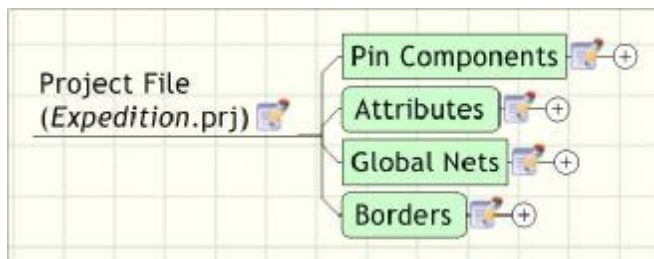 Project File
(Expedition.prj)
Pin Components
Attributes
Global Nets
Borders